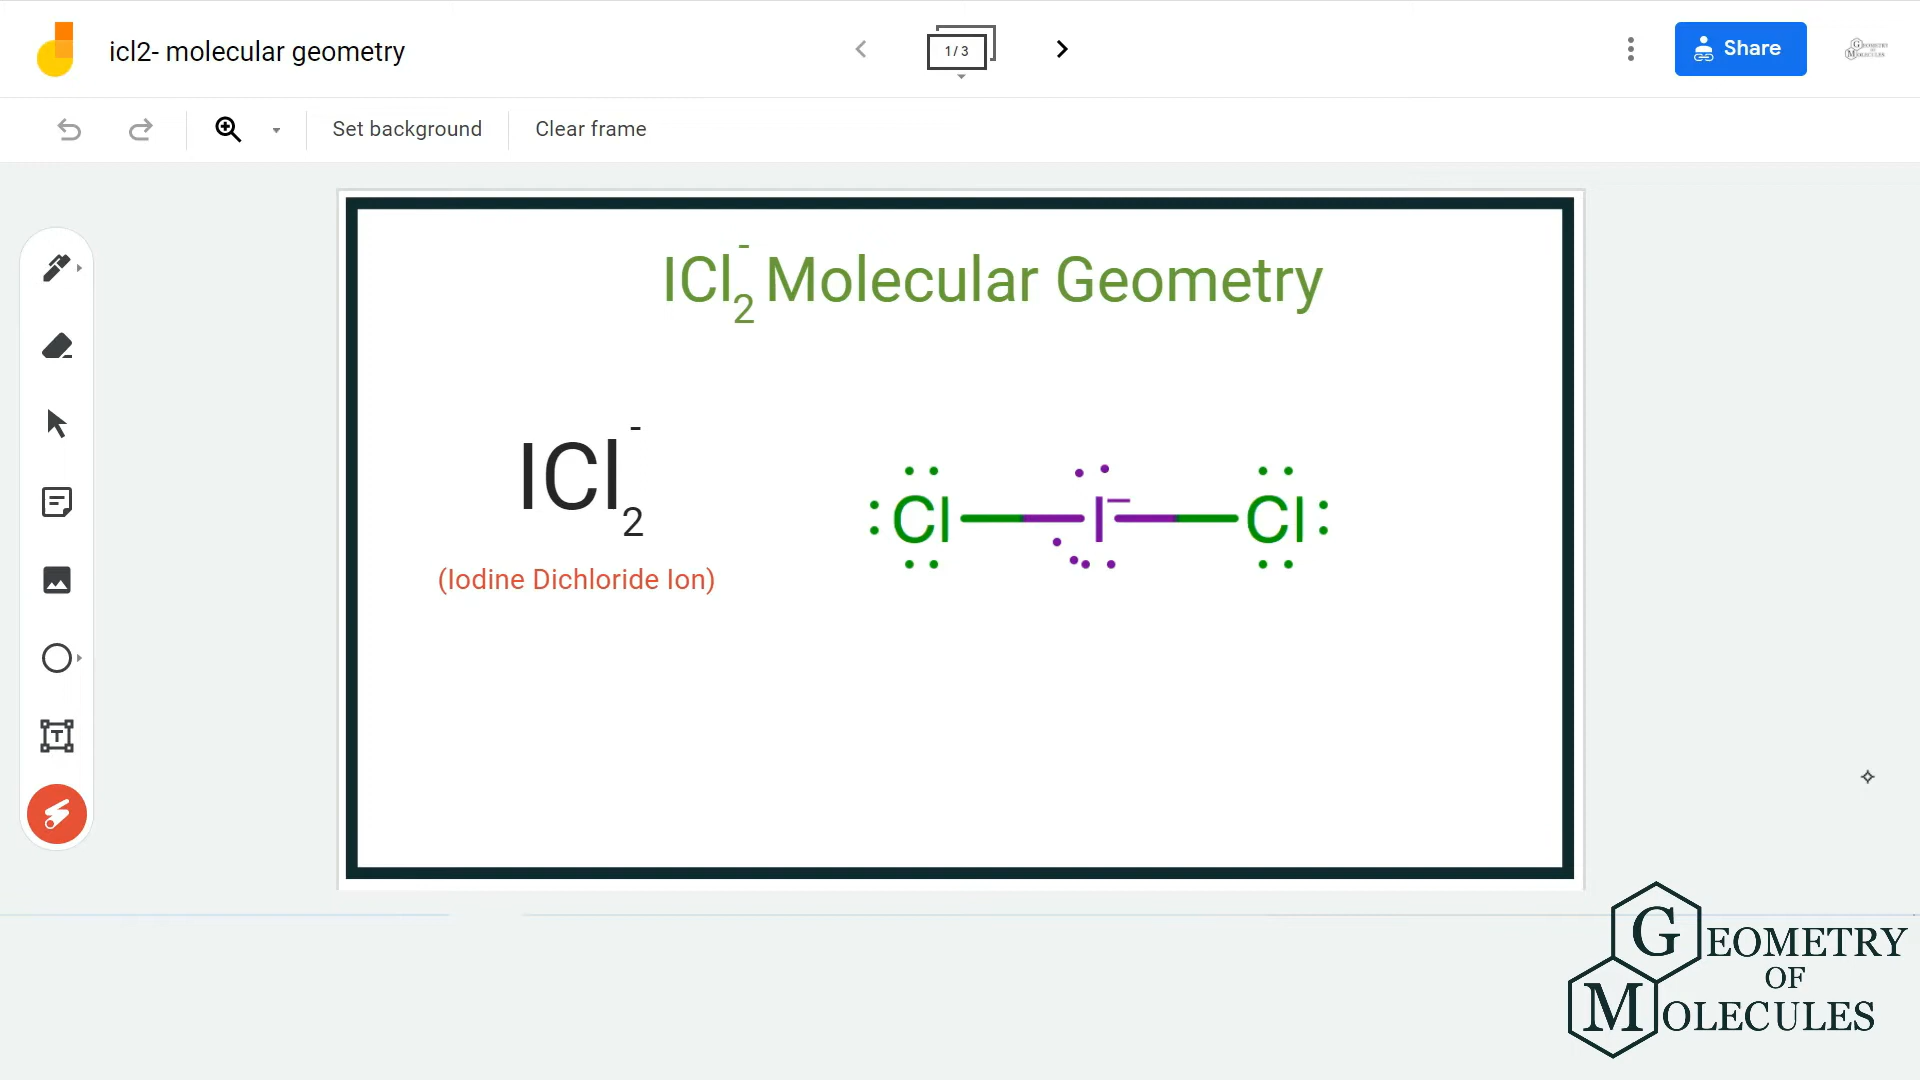 icl2- molecular geometry
1 / 3
Share
Set background
Clear frame
ICl₂⁻ Molecular Geometry
ICl₂⁻
(Iodine Dichloride Ion)
Cl I⁻ Cl
T
GEOMETRY
OF
MOLECULES